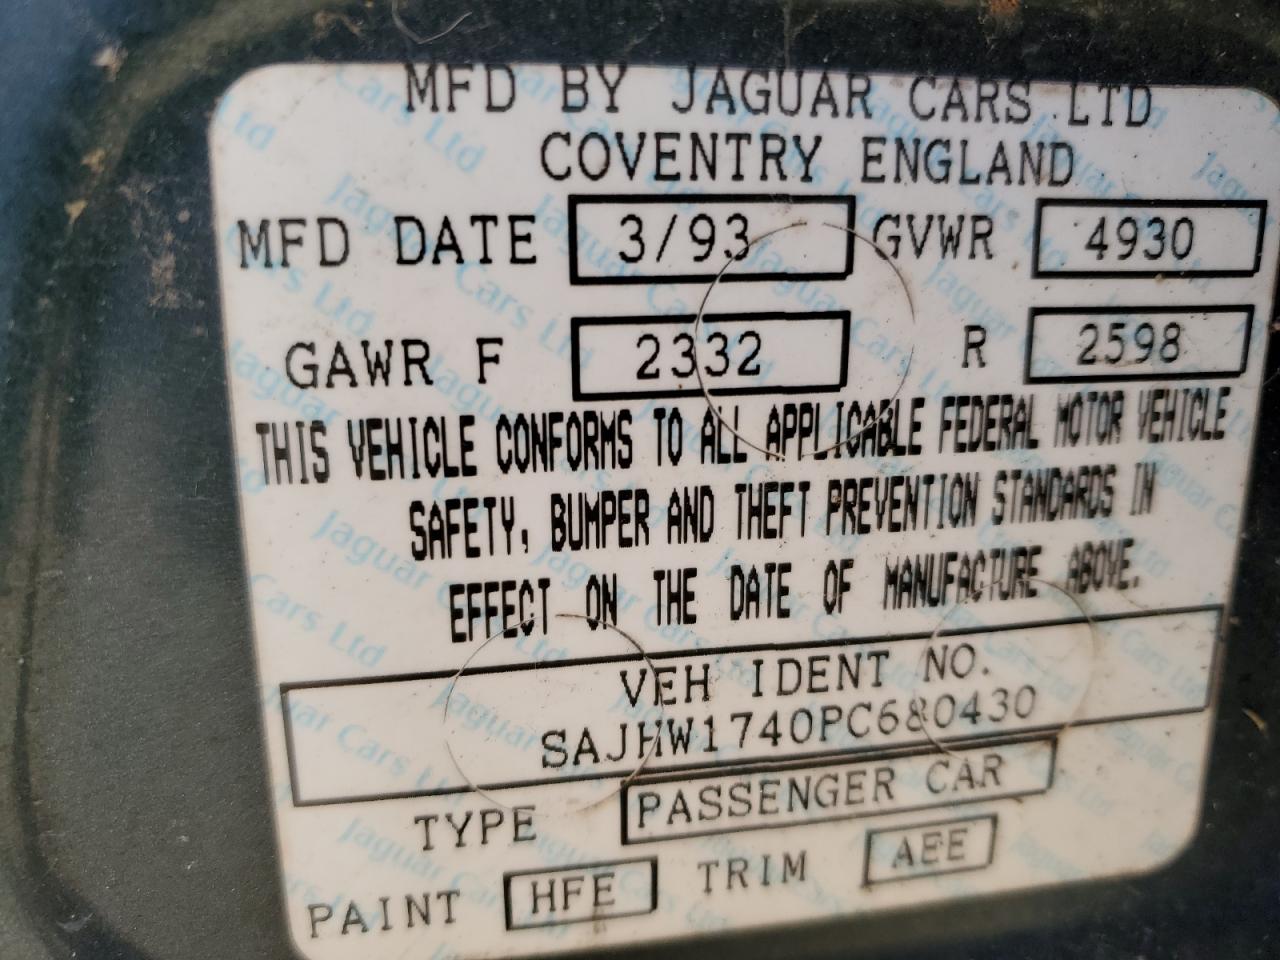 MFD BY JAGUAR CARS LTD
COVENTRY ENGLAND
MFD DATE 3/93 GVWR 4930
GAWR F 2332 R 2598
THIS VEHICLE CONFORMS TO ALL APPLICABLE FEDERAL MOTOR VEHICLE
SAFETY, BUMPER AND THEFT PREVENTION STANDARDS IN
EFFECT ON THE DATE OF MANUFACTURE ABOVE.
VEH IDENT NO.
SAJHW1740PC680430
TYPE PASSENGER CAR
PAINT HFE TRIM AEE